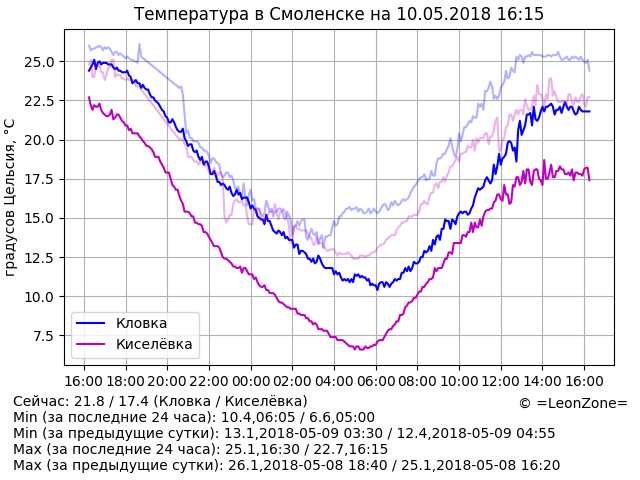 Температура в Смоленске на 10.05.2018 16:15
градусов Цельсия, °C
25.0
22.5
20.0
17.5
15.0
12.5
10.0
7.5
Кловка
Киселёвка
16:00 18:00 20:00 22:00 00:00 02:00 04:00 06:00 08:00 10:00 12:00 14:00 16:00
Сейчас: 21.8 / 17.4 (Кловка / Киселёвка)
© =LeonZone=
Min (за последние 24 часа): 10.4,06:05 / 6.6,05:00
Min (за предыдущие сутки): 13.1,2018-05-09 03:30 / 12.4,2018-05-09 04:55
Max (за последние 24 часа): 25.1,16:30 / 22.7,16:15
Max (за предыдущие сутки): 26.1,2018-05-08 18:40 / 25.1,2018-05-08 16:20